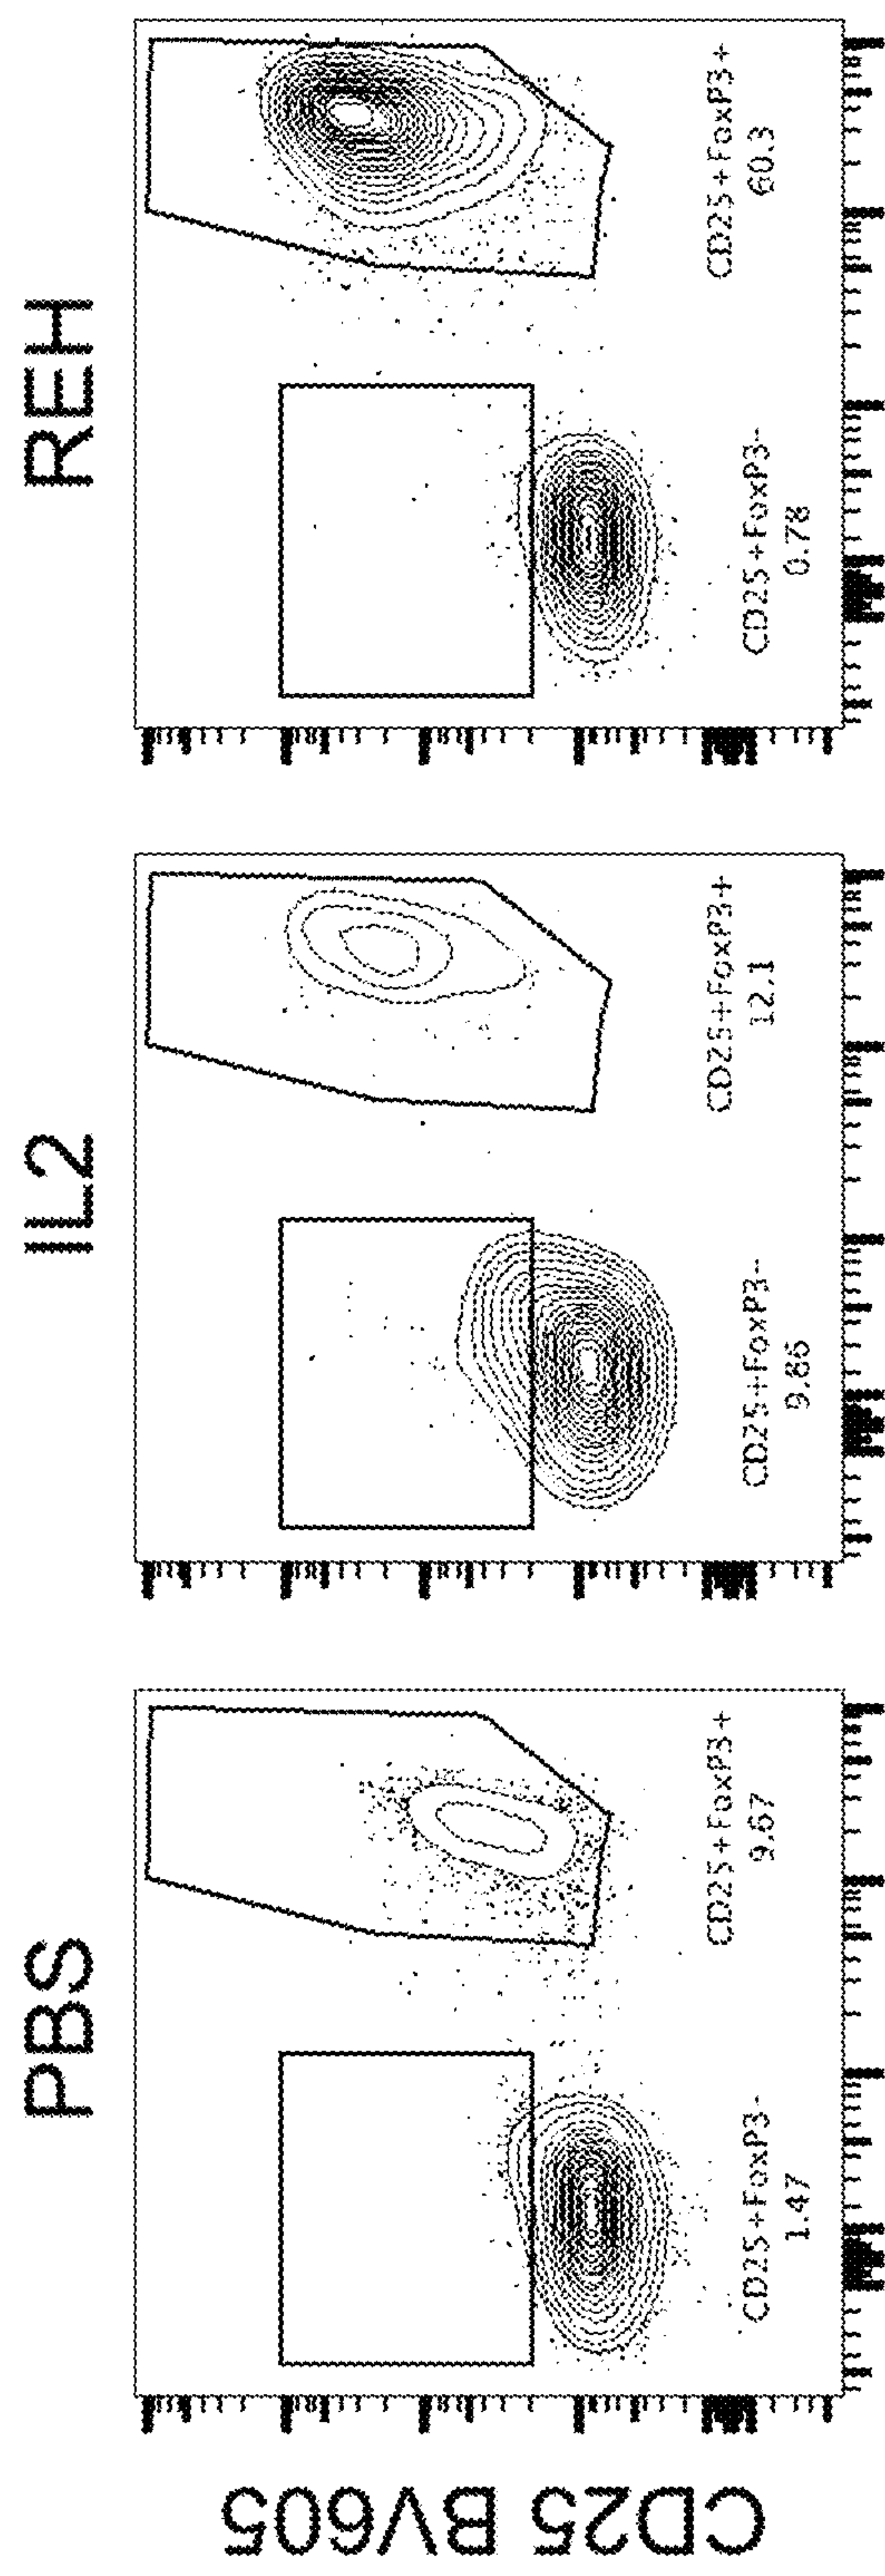 PBS
IL2
REH
CD25 BV605
CD25+FoxP3+
9.67
CD25+FoxP3-
1.47
CD25+FoxP3+
12.1
CD25+FoxP3-
9.86
CD25+FoxP3+
60.3
CD25+FoxP3-
0.78